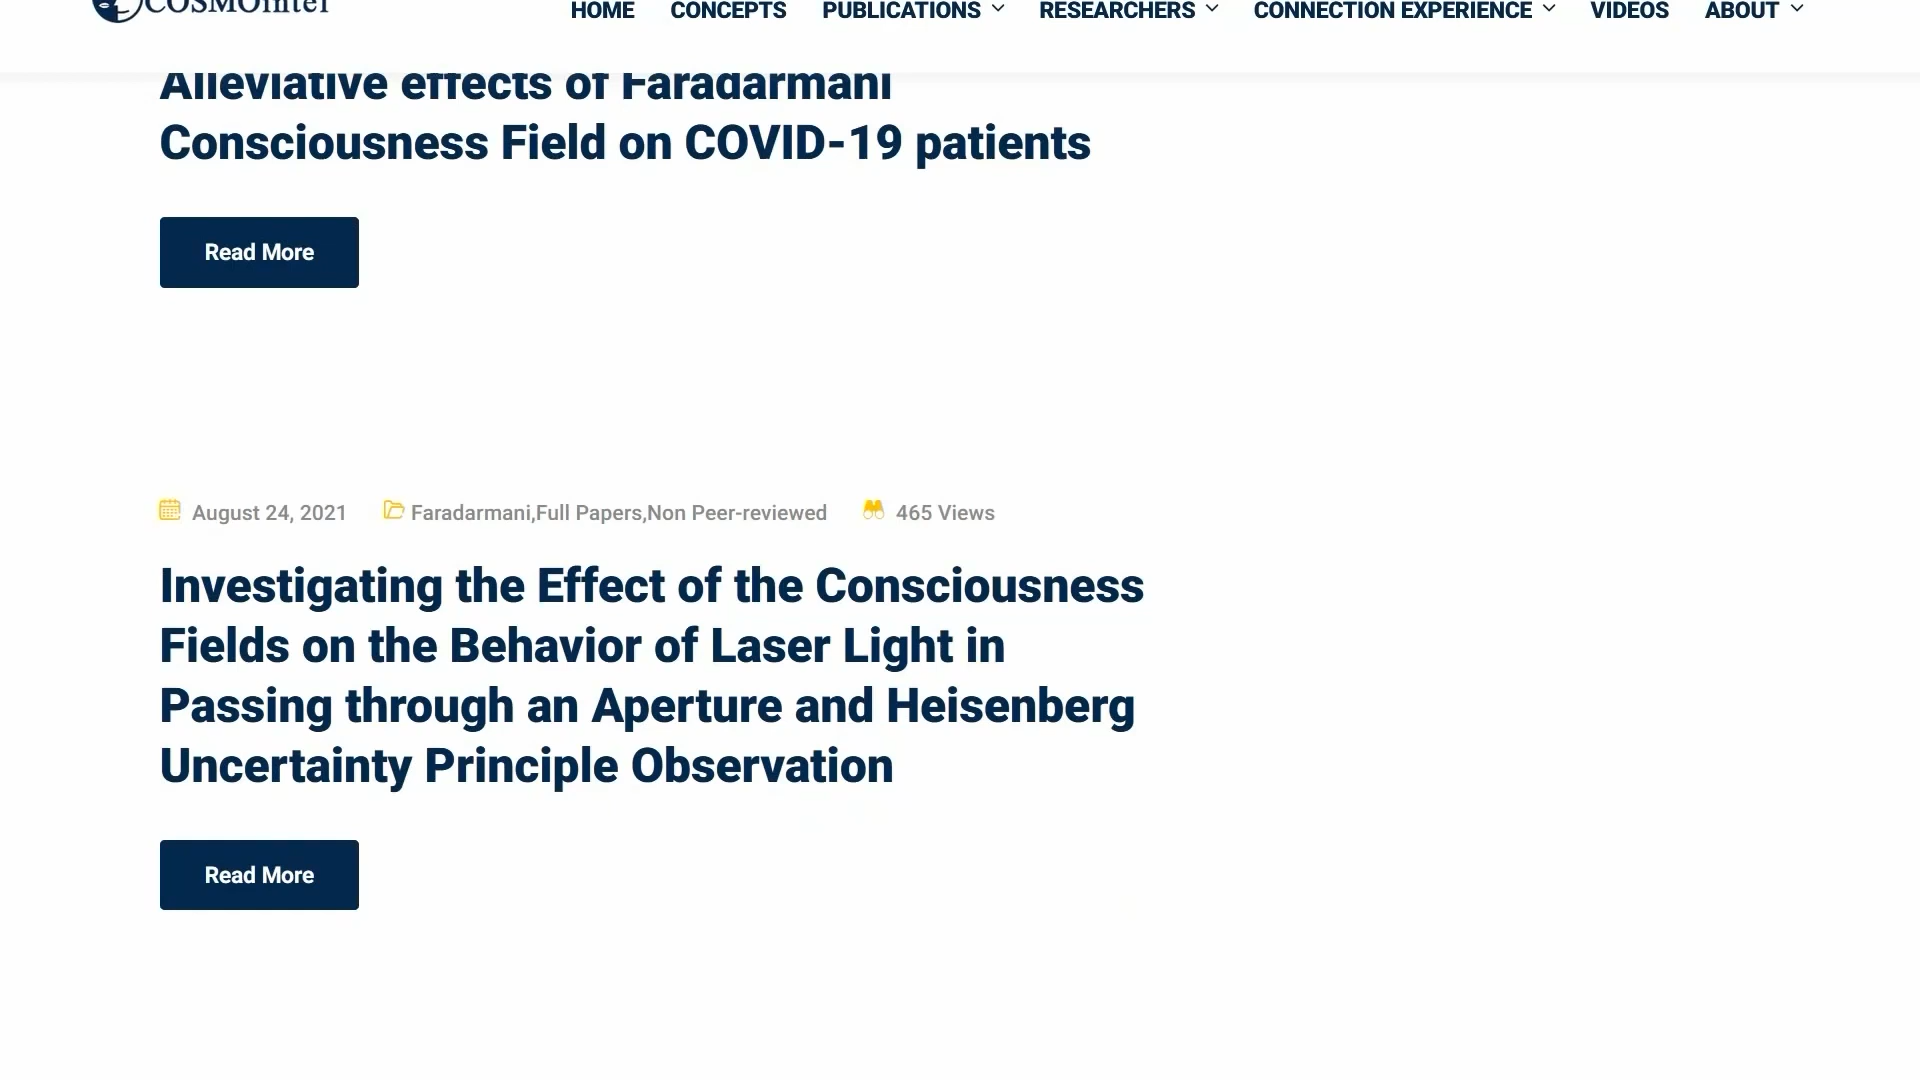 COSMOintel
HOME CONCEPTS PUBLICATIONS RESEARCHERS CONNECTION EXPERIENCE VIDEOS ABOUT
Alleviative effects of Faradarmani
Consciousness Field on COVID-19 patients
Read More
August 24, 2021 Faradarmani,Full Papers,Non Peer-reviewed 465 Views
Investigating the Effect of the Consciousness
Fields on the Behavior of Laser Light in
Passing through an Aperture and Heisenberg
Uncertainty Principle Observation
Read More